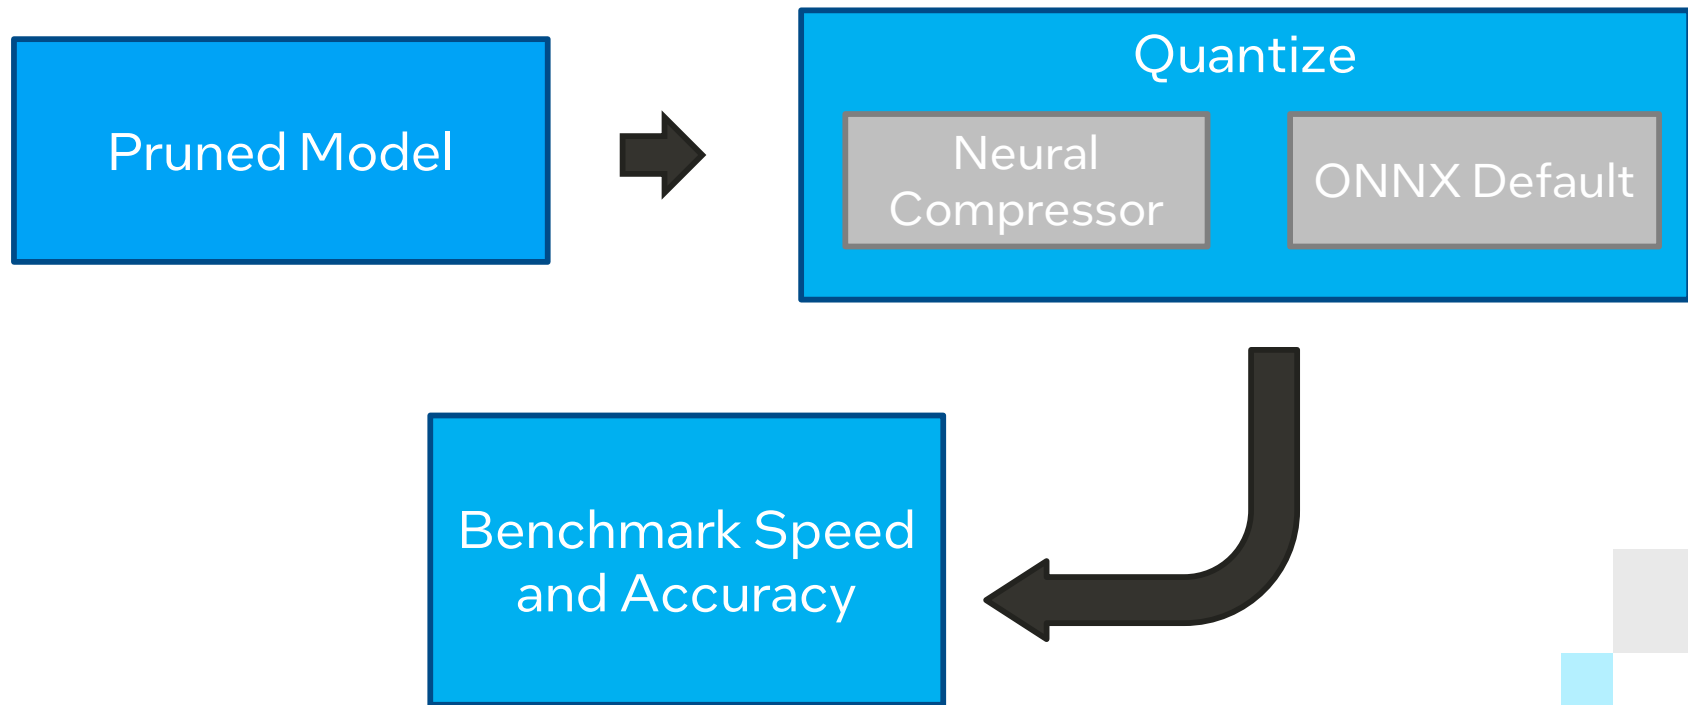 Pruned Model
Quantize
Neural
Compressor
ONNX Default
Benchmark Speed
and Accuracy